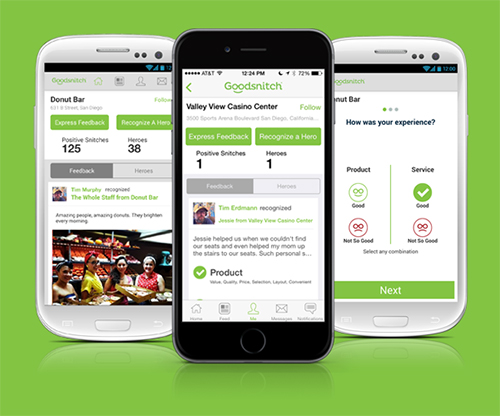 Goodsnitch
Donut Bar
Follow
631 B Street, San Diego
Express Feedback
Recognize a Hero
Positive Snitches
Heroes
125
38
Feedback
Heroes
Tim Murphy recognized
The Whole Staff from Donut Bar
Amazing people, amazing donuts. They brighten
every morning.
AT&T
12:24 PM
Goodsnitch
Valley View Casino Center
Follow
3500 Sports Arena Boulevard San Diego, California...
Express Feedback
Recognize a Hero
Positive Snitches
Heroes
1
1
Feedback
Heroes
Tim Erdmann recognized
Jessie from Valley View Casino Center
Jessie helped us when we couldn't find
our seats and even helped my mom up
the stairs to our seats. Such personal s...
Product
Value, Quality, Price, Selection, Layout, Convenient
Home
Feed
Me
Messages
Notifications
12:00
Goodsnitch
nut Bar
How was your experience?
Product
Service
Good
Good
Not So Good
Not So Good
Select any combination
Next